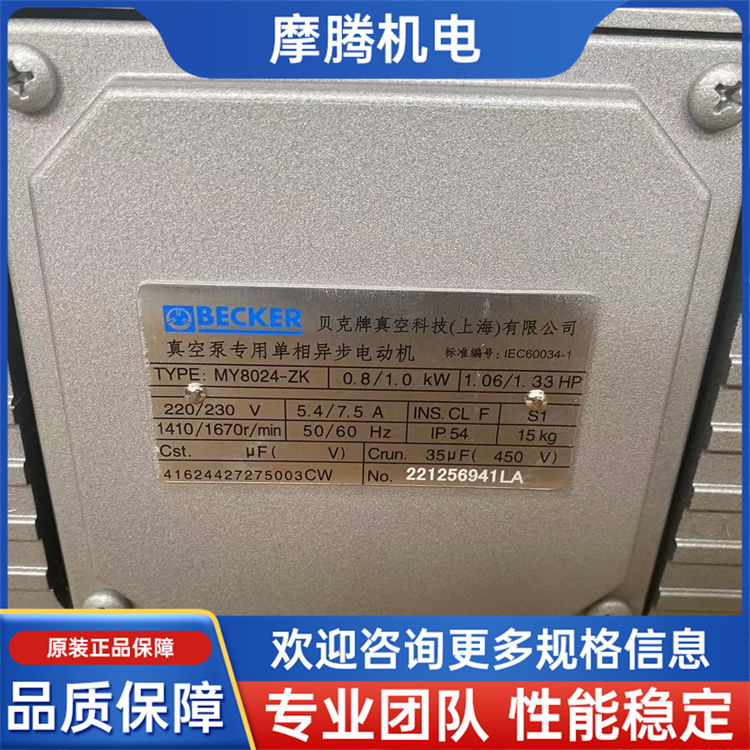 摩腾机电
BECKER 贝克牌真空科技(上海)有限公司
真空泵专用单相异步电动机 标准编号: IEC60034-1
TYPE: MY8024-ZK 0.8/1.0 kW 1.06/1.33 HP
220/230 V 5.4/7.5 A INS. CL F S1
1410/1670r/min 50/60 Hz IP 54 15 kg
Cst. μF( V) Crun. 35μF( 450 V)
41624427275003CW No. 221256941LA
原装正品保障 欢迎咨询更多规格信息
品质保障 专业团队 性能稳定